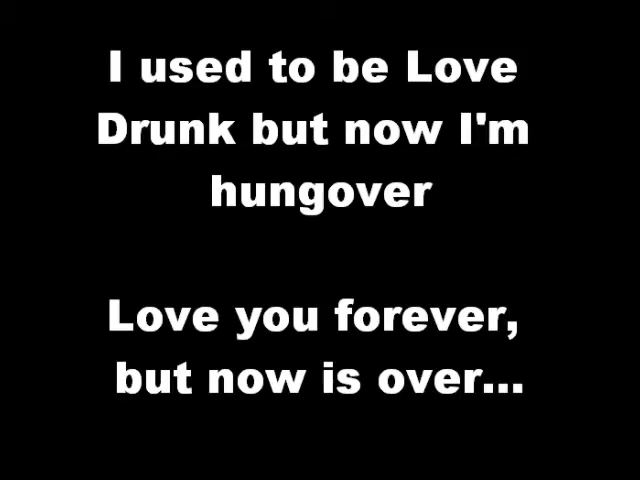 I used to be Love
Drunk but now I'm
hungover
Love you forever,
but now is over...